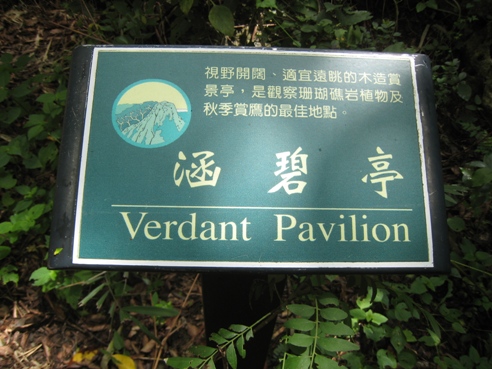 視野開闊、適宜遠眺的木造賞
景亭，是觀察珊瑚礁岩植物及
秋季賞鷹的最佳地點。
涵碧亭
Verdant Pavilion